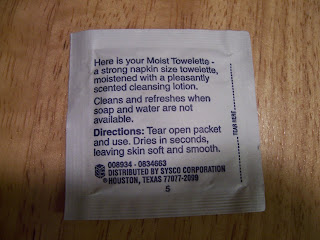 Here is your Moist Towelette -
a strong napkin size towelette,
moistened with a pleasantly
scented cleansing lotion.
Cleans and refreshes when
soap and water are not
available.
Directions: Tear open packet
and use. Dries in seconds,
leaving skin soft and smooth.
008934 - 0834663
DISTRIBUTED BY SYSCO CORPORATION
© HOUSTON, TEXAS 77077-2099
5
TEAR HERE